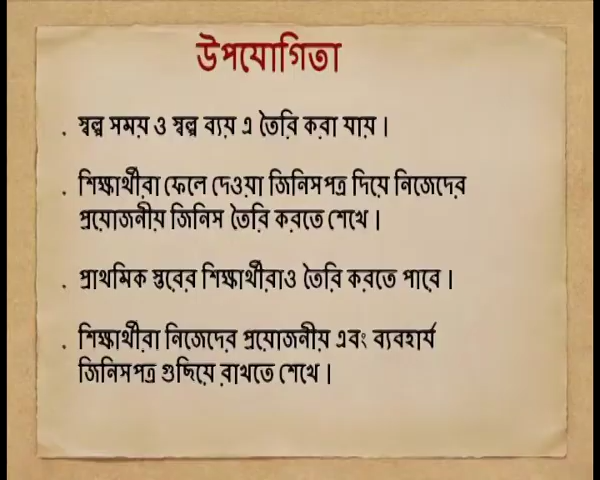 উপযোগিতা
. স্বল্প সময় ও স্বল্প ব্যয় এ তৈরি করা যায় ।
. শিক্ষার্থীরা ফেলে দেওয়া জিনিসপত্র দিয়ে নিজেদের
প্রয়োজনীয় জিনিস তৈরি করতে শেখে ।
. প্রাথমিক স্তরের শিক্ষার্থীরাও তৈরি করতে পারে ।
. শিক্ষার্থীরা নিজেদের প্রয়োজনীয় এবং ব্যবহার্য
জিনিসপত্র গুছিয়ে রাখতে শেখে ।